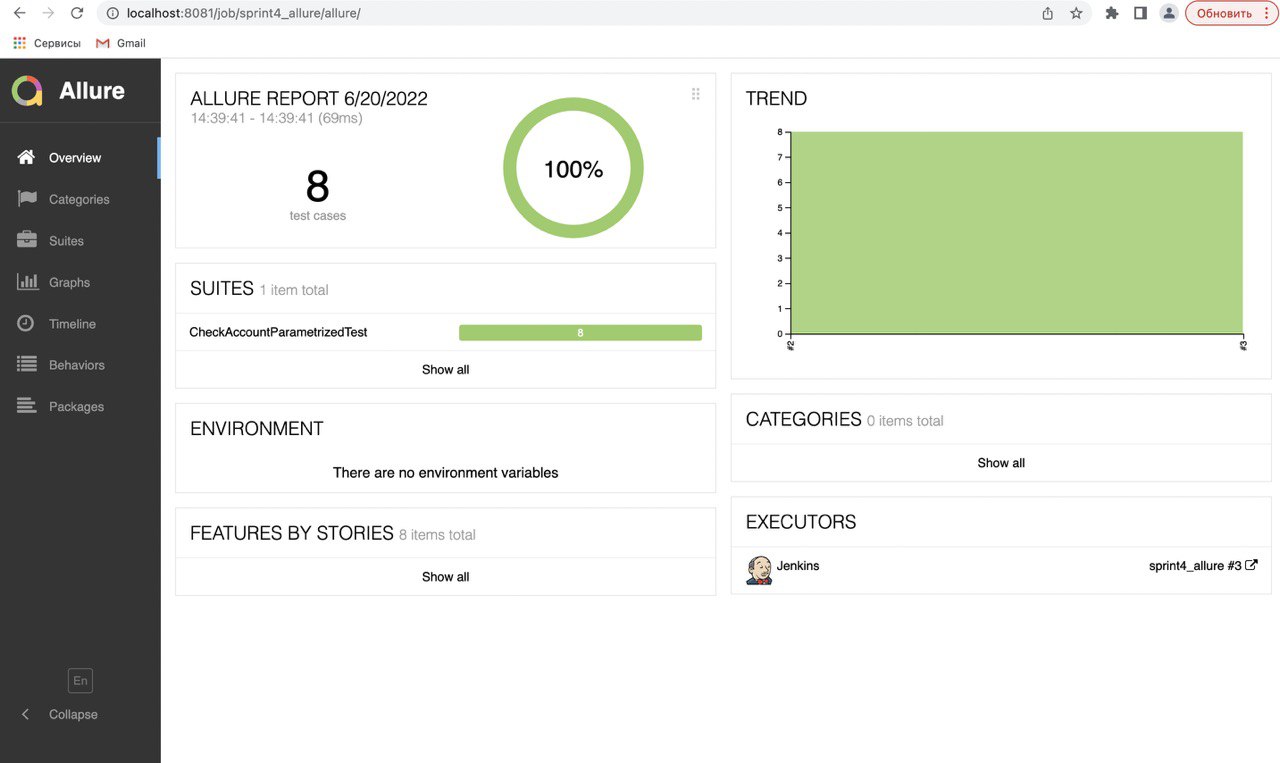 localhost:8081/job/sprint4_allure/allure/
Обновить
Сервисы
Gmail
Allure
Overview
Categories
Suites
Graphs
Timeline
Behaviors
Packages
En
Collapse
ALLURE REPORT 6/20/2022
14:39:41 - 14:39:41 (69ms)
8
test cases
100%
SUITES 1 item total
CheckAccountParametrizedTest
8
Show all
ENVIRONMENT
There are no environment variables
FEATURES BY STORIES 8 items total
Show all
TREND
8
7
6
5
4
3
2
1
0
#2
#3
CATEGORIES 0 items total
Show all
EXECUTORS
Jenkins
sprint4_allure #3